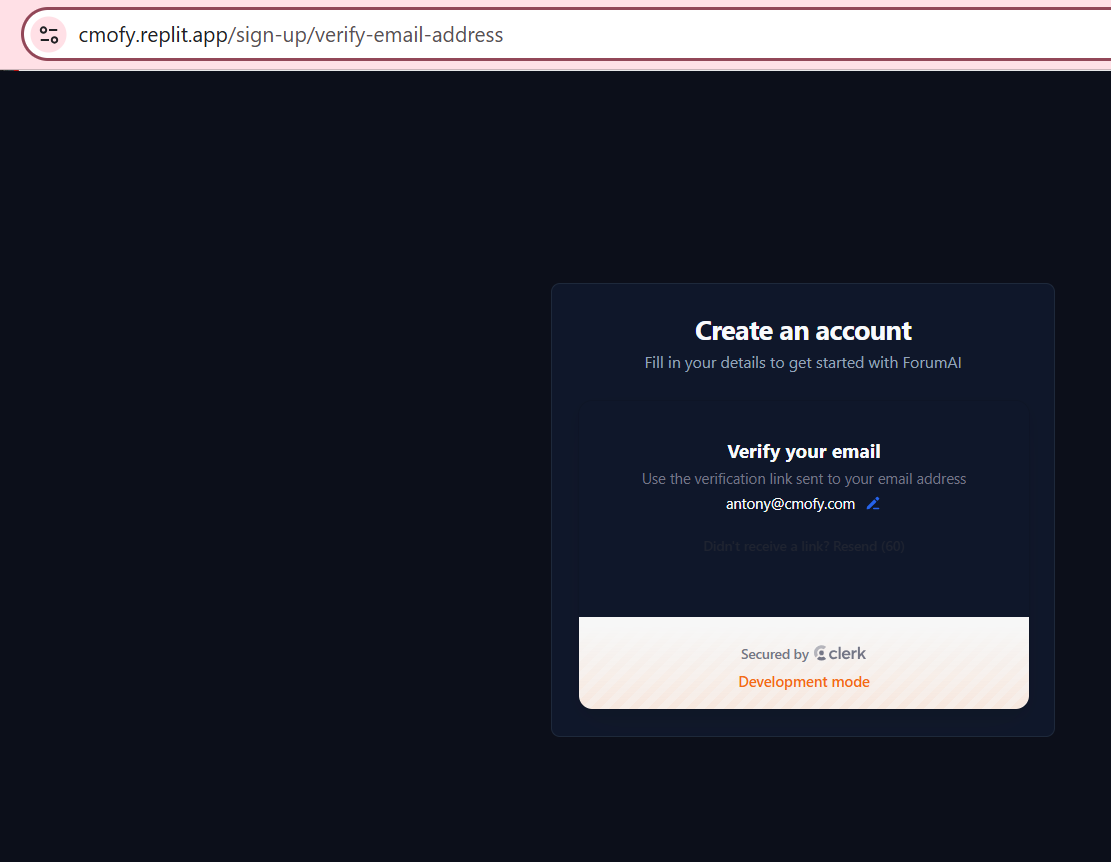 cmofy.replit.app/sign-up/verify-email-address
Create an account
Fill in your details to get started with ForumAI
Verify your email
Use the verification link sent to your email address
antony@cmofy.com
Didn't receive a link? Resend (60)
Secured by clerk
Development mode